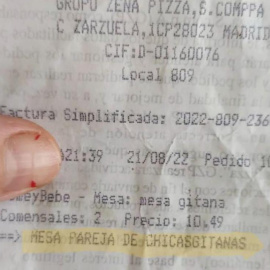 GRUPO ZENA PIZZA,S.COMPPA
C ZARZUELA,1CP28023 MADRID
CIF:D-01160076
Local 809
Factura Simplificada: 2022-809-236
21:39 21/08/22 Pedido
- Mesa: mesa gitana
Comensales: 2 Precio: 10.49
==> MESA PAREJA DE CHICASGITANAS